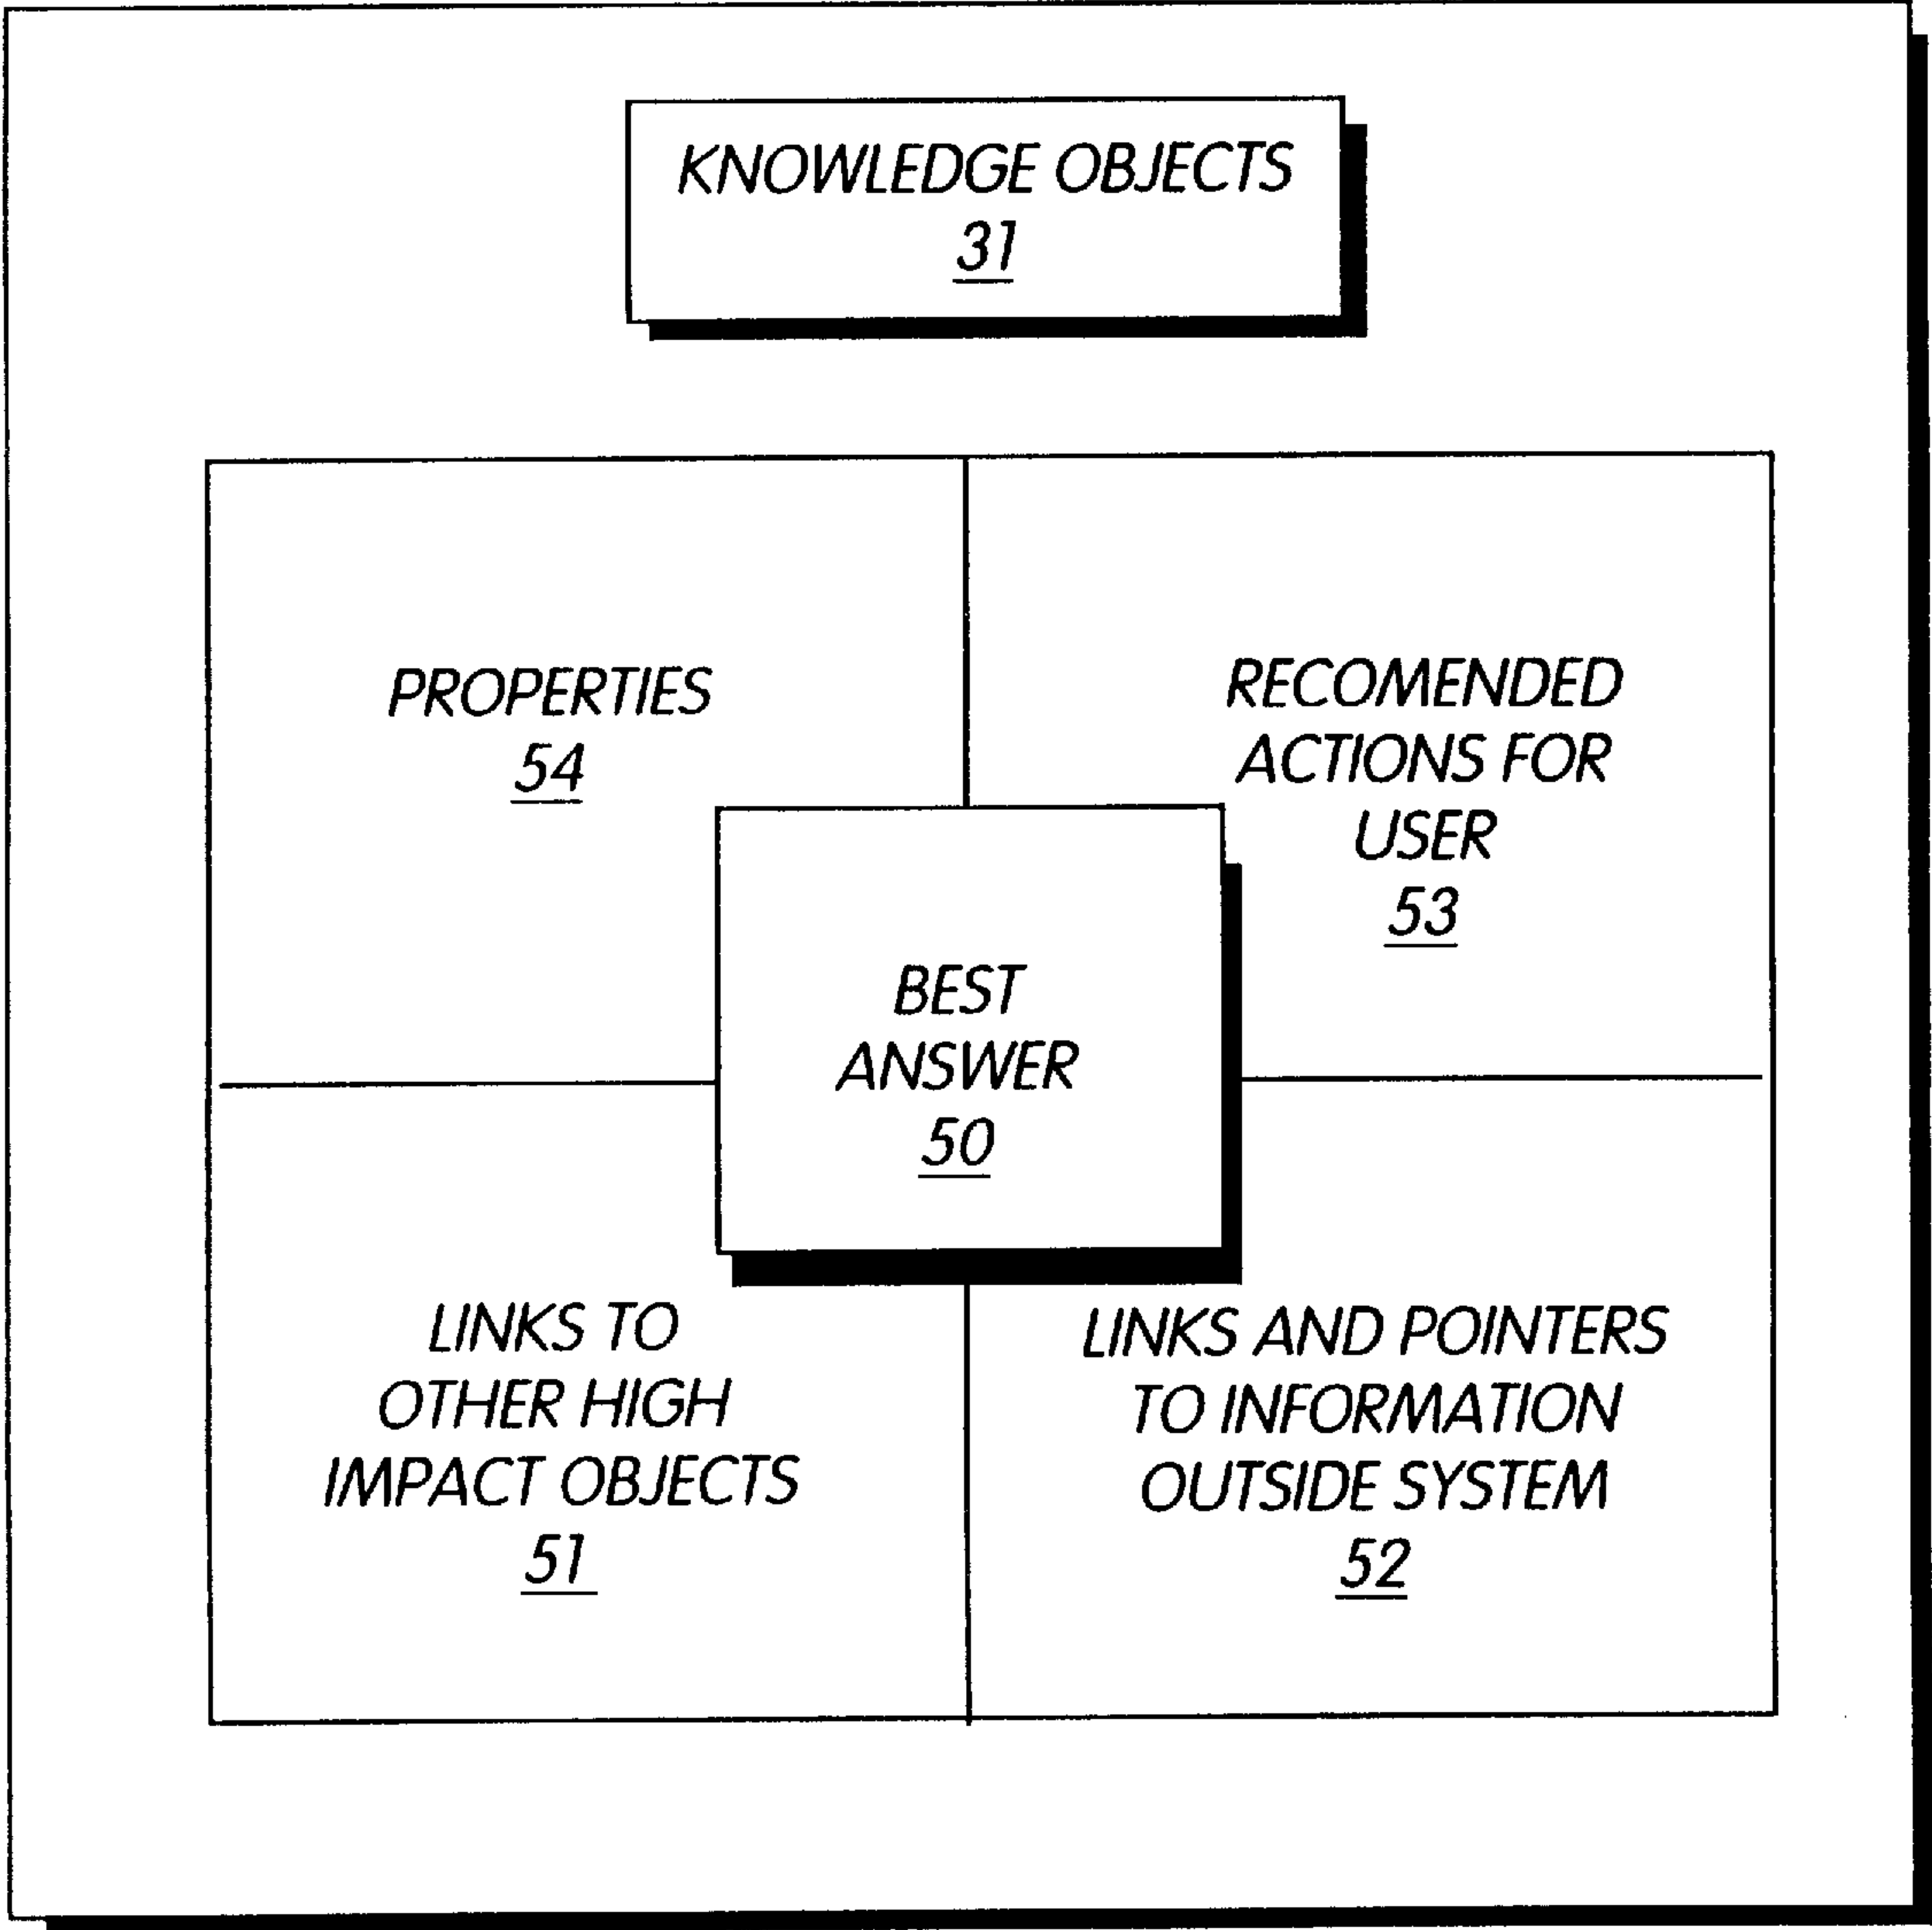 KNOWLEDGE OBJECTS
31
PROPERTIES
54
RECOMENDED
ACTIONS FOR
USER
53
BEST
ANSWER
50
LINKS TO
OTHER HIGH
IMPACT OBJECTS
51
LINKS AND POINTERS
TO INFORMATION
OUTSIDE SYSTEM
52